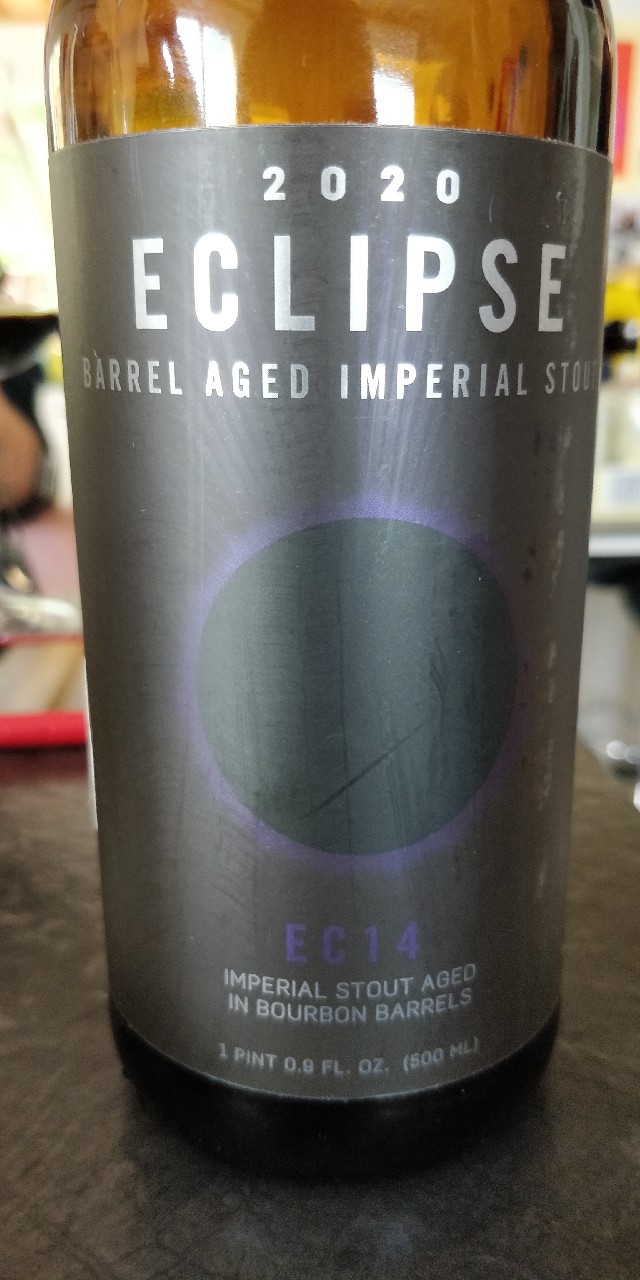 2020
ECLIPSE
BARREL AGED IMPERIAL STOUT
EC14
IMPERIAL STOUT AGED
IN BOURBON BARRELS
1 PINT 0.9 FL. OZ. (500 ML)